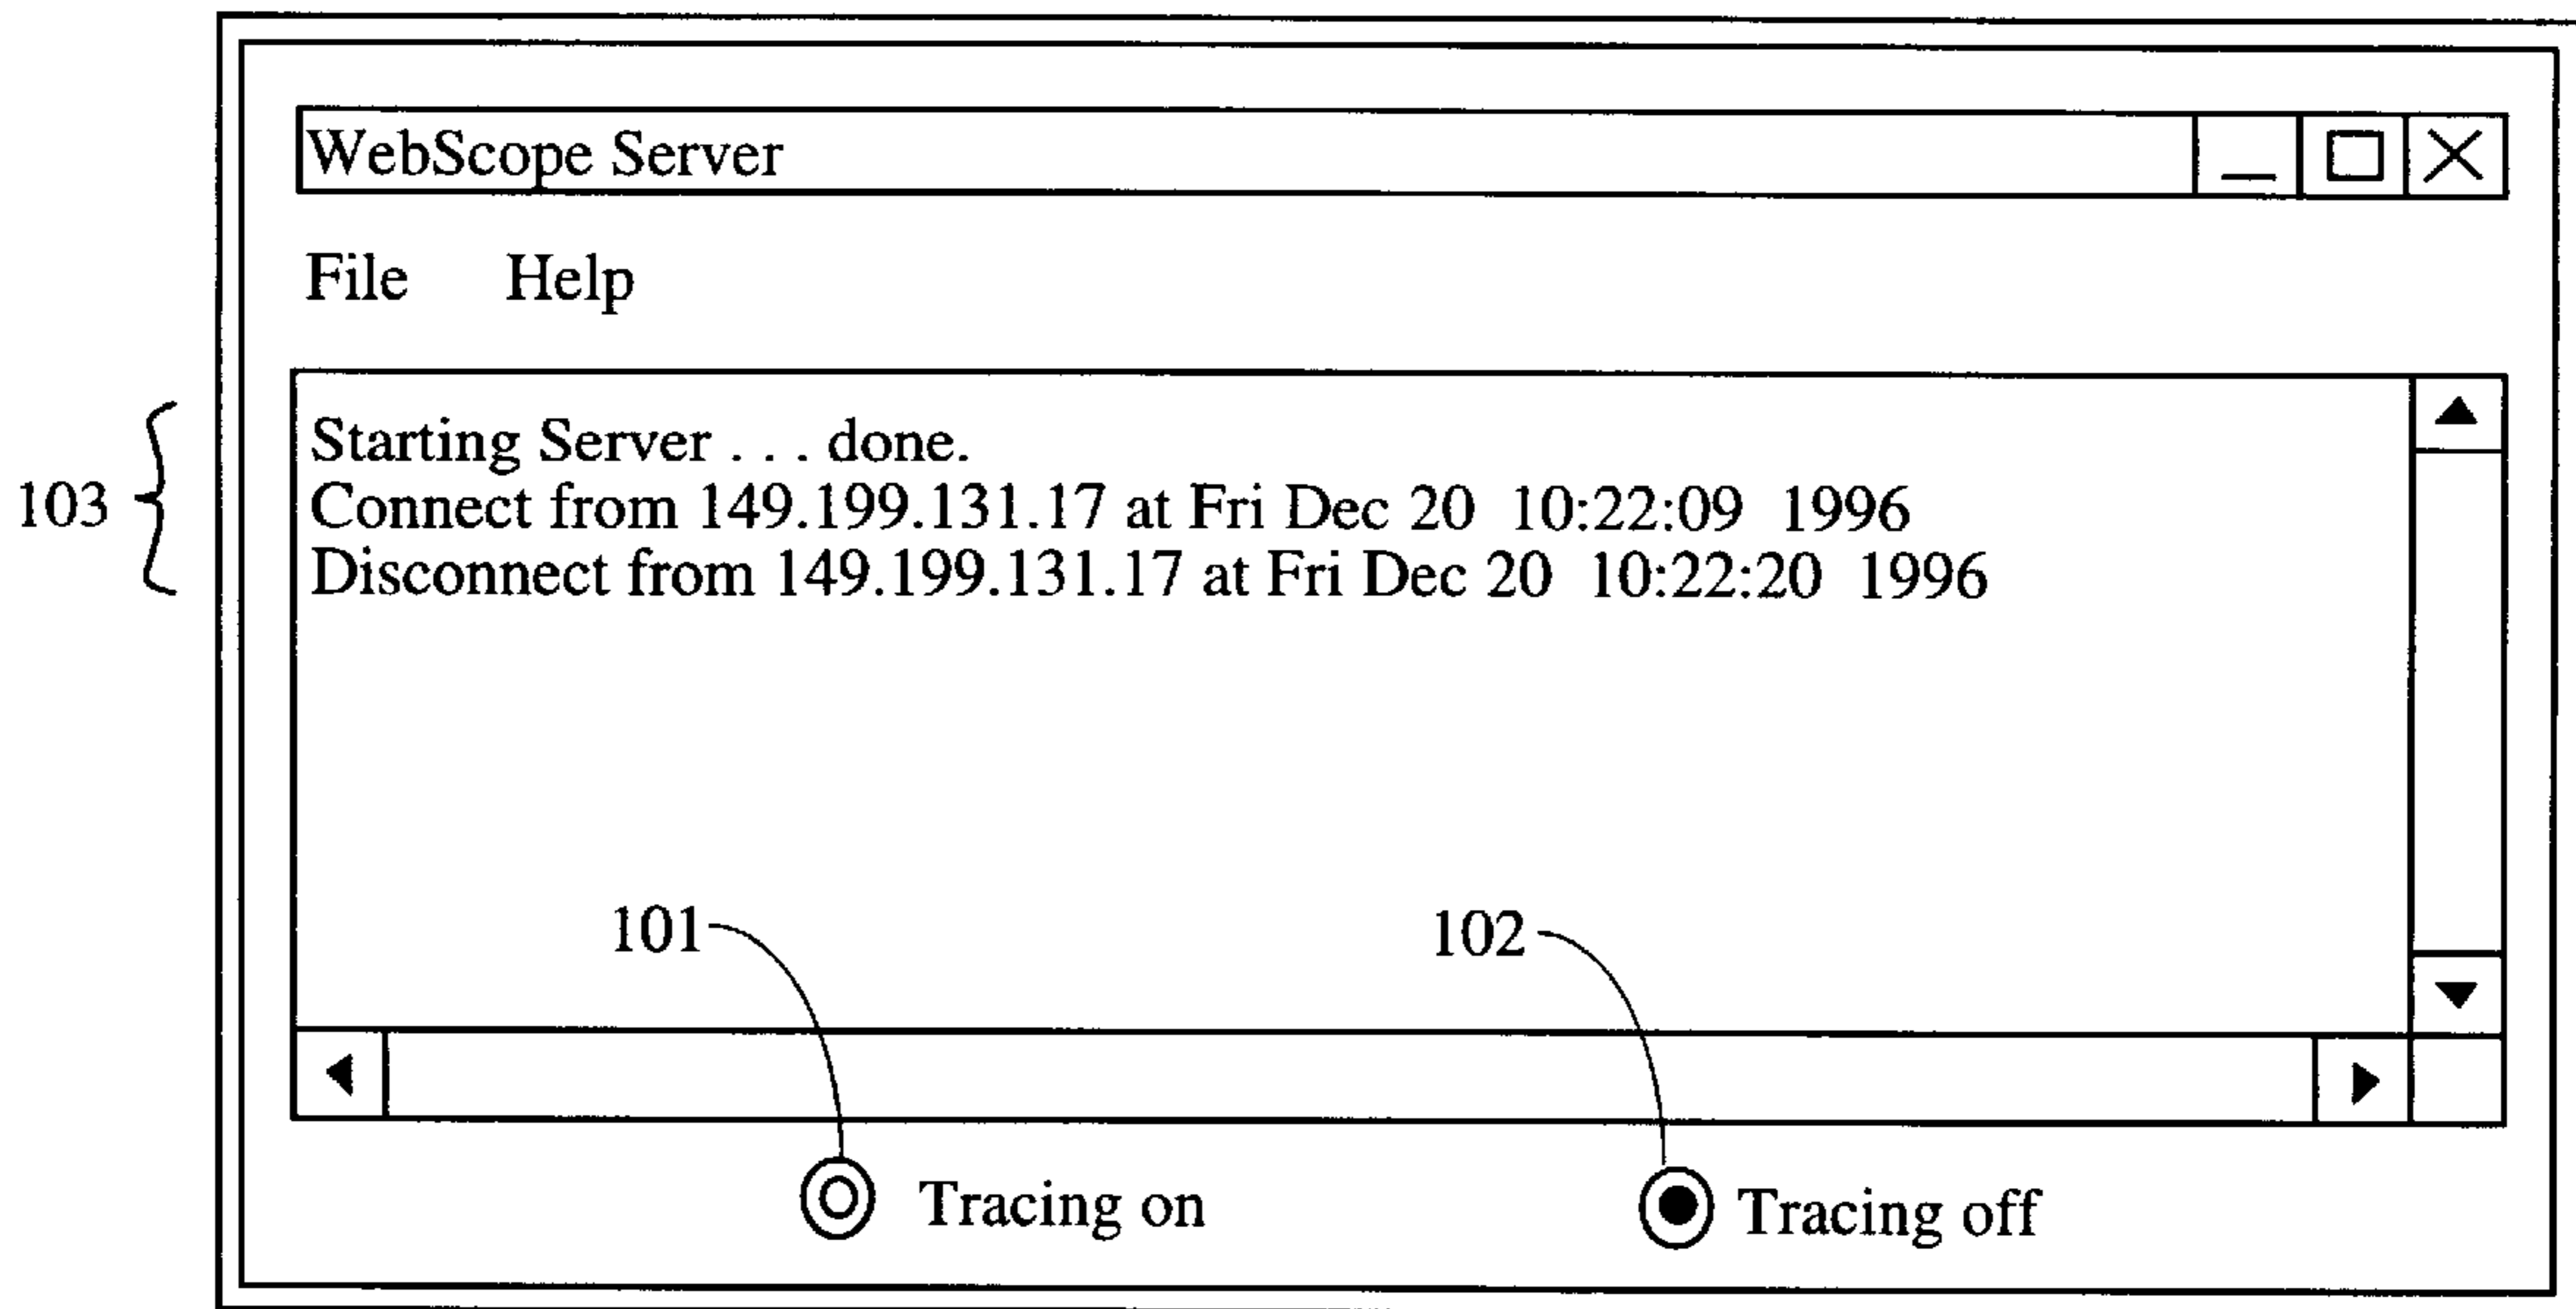 WebScope Server
File Help
103
Starting Server . . . done.
Connect from 149.199.131.17 at Fri Dec 20 10:22:09 1996
Disconnect from 149.199.131.17 at Fri Dec 20 10:22:20 1996
101
102
Tracing on
Tracing off